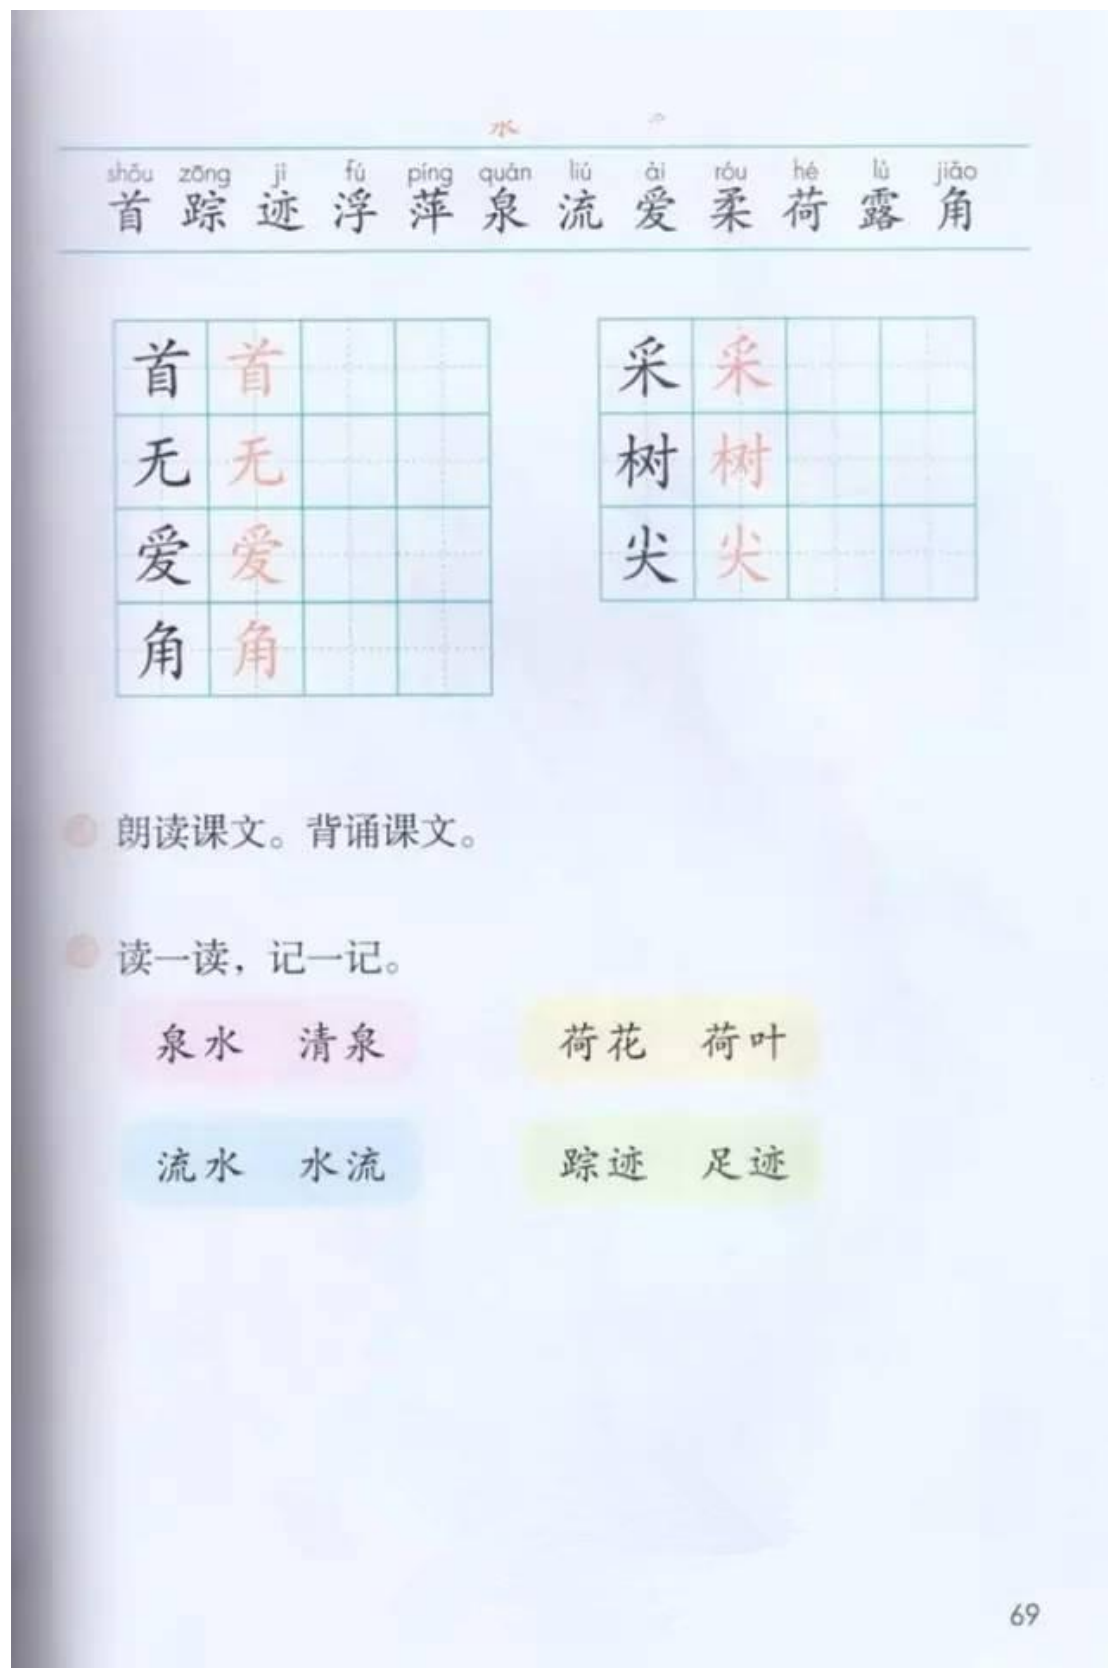 水
shǒu zōng jì fú píng quán liú ài róu hé lù jiǎo
首 踪 迹 浮 萍 泉 流 爱 柔 荷 露 角
首 首 采 采
无 无 树 树
爱 爱 尖 尖
角 角
朗读课文。背诵课文。
读一读，记一记。
泉水 清泉 荷花 荷叶
流水 水流 踪迹 足迹
69